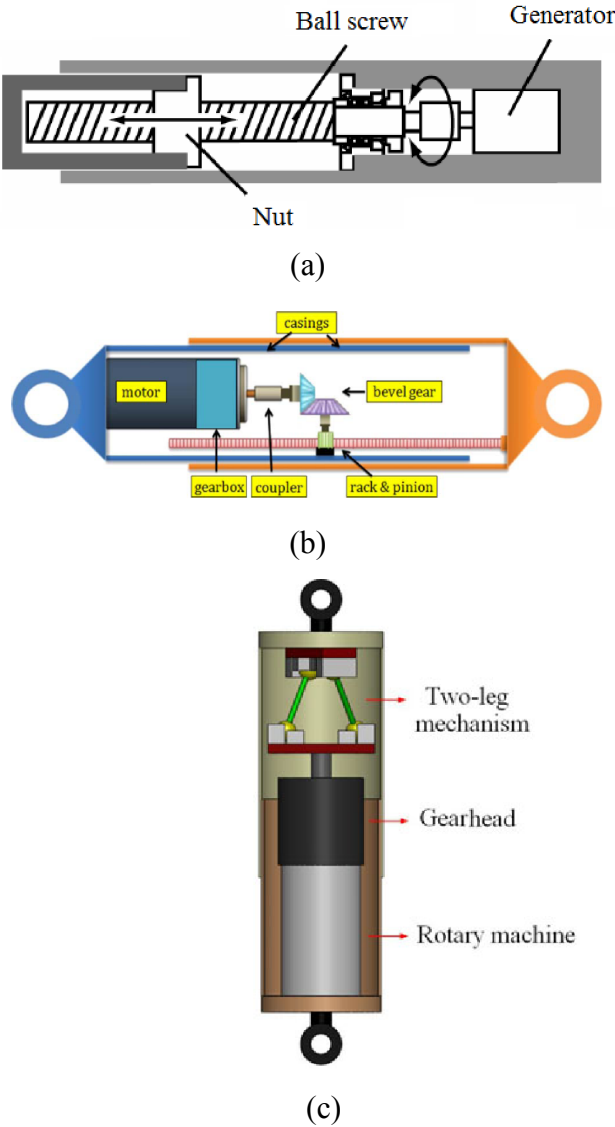 Ball screw
Generator
Nut
(a)
casings
motor
bevel gear
gearbox
coupler
rack & pinion
(b)
Two-leg
mechanism
Gearhead
Rotary machine
(c)